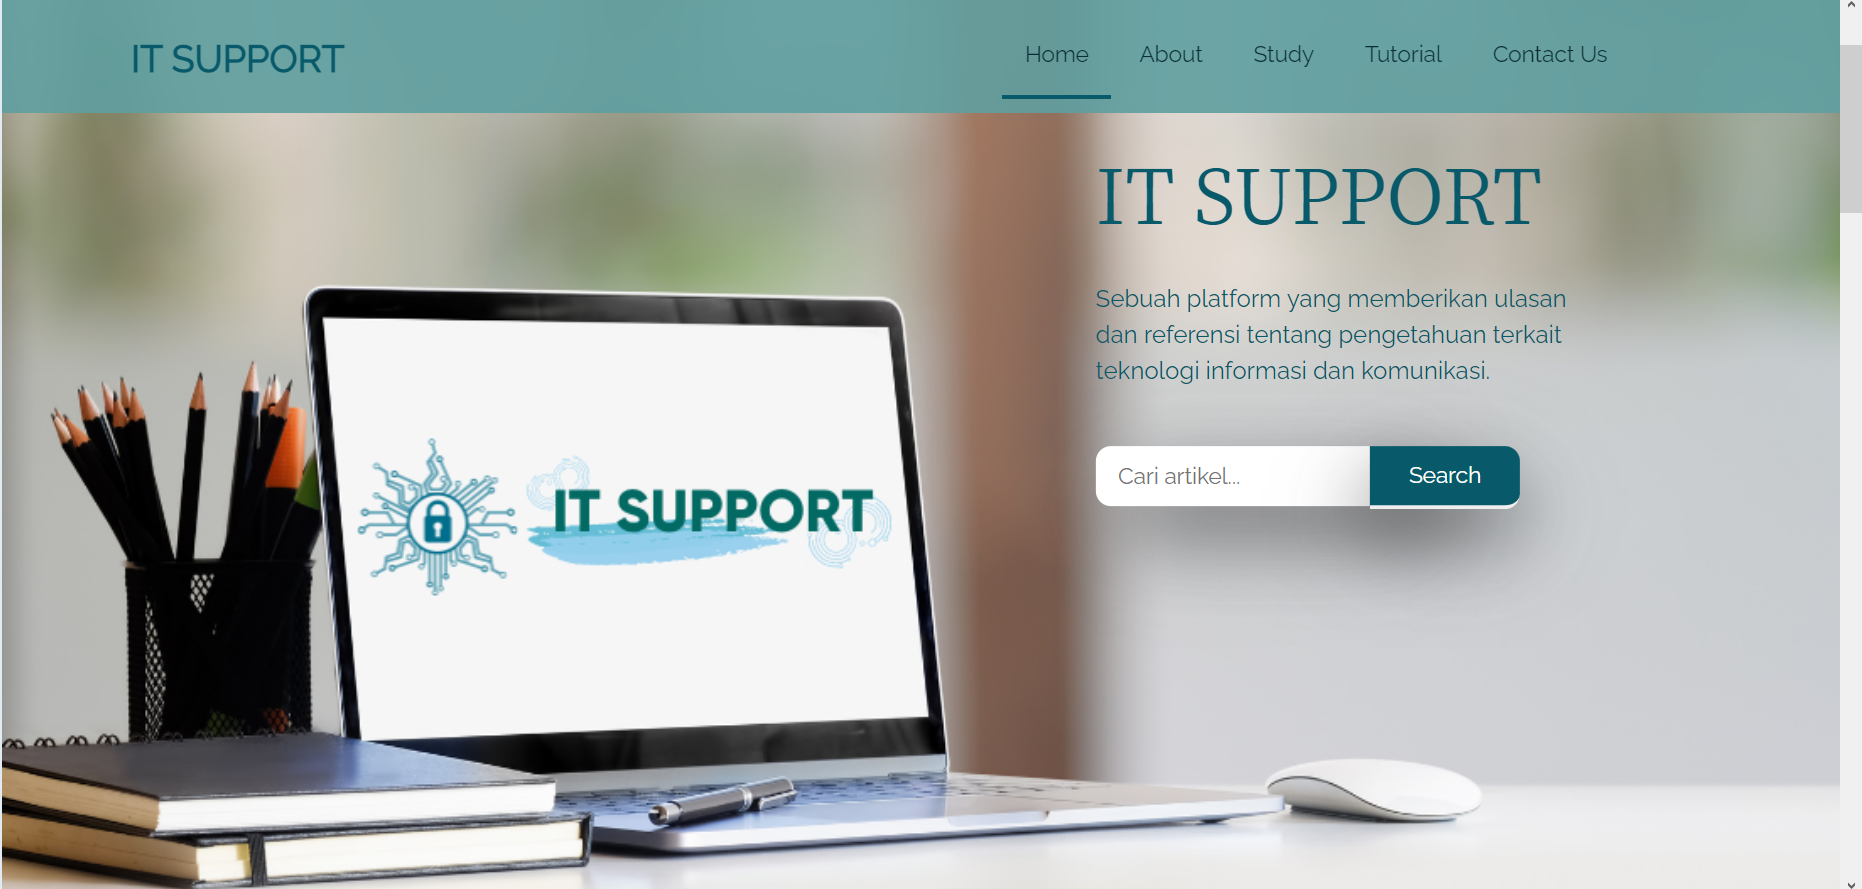 IT SUPPORT
Home About Study Tutorial Contact Us
IT SUPPORT
Sebuah platform yang memberikan ulasan
dan referensi tentang pengetahuan terkait
teknologi informasi dan komunikasi.
Cari artikel... Search
IT SUPPORT